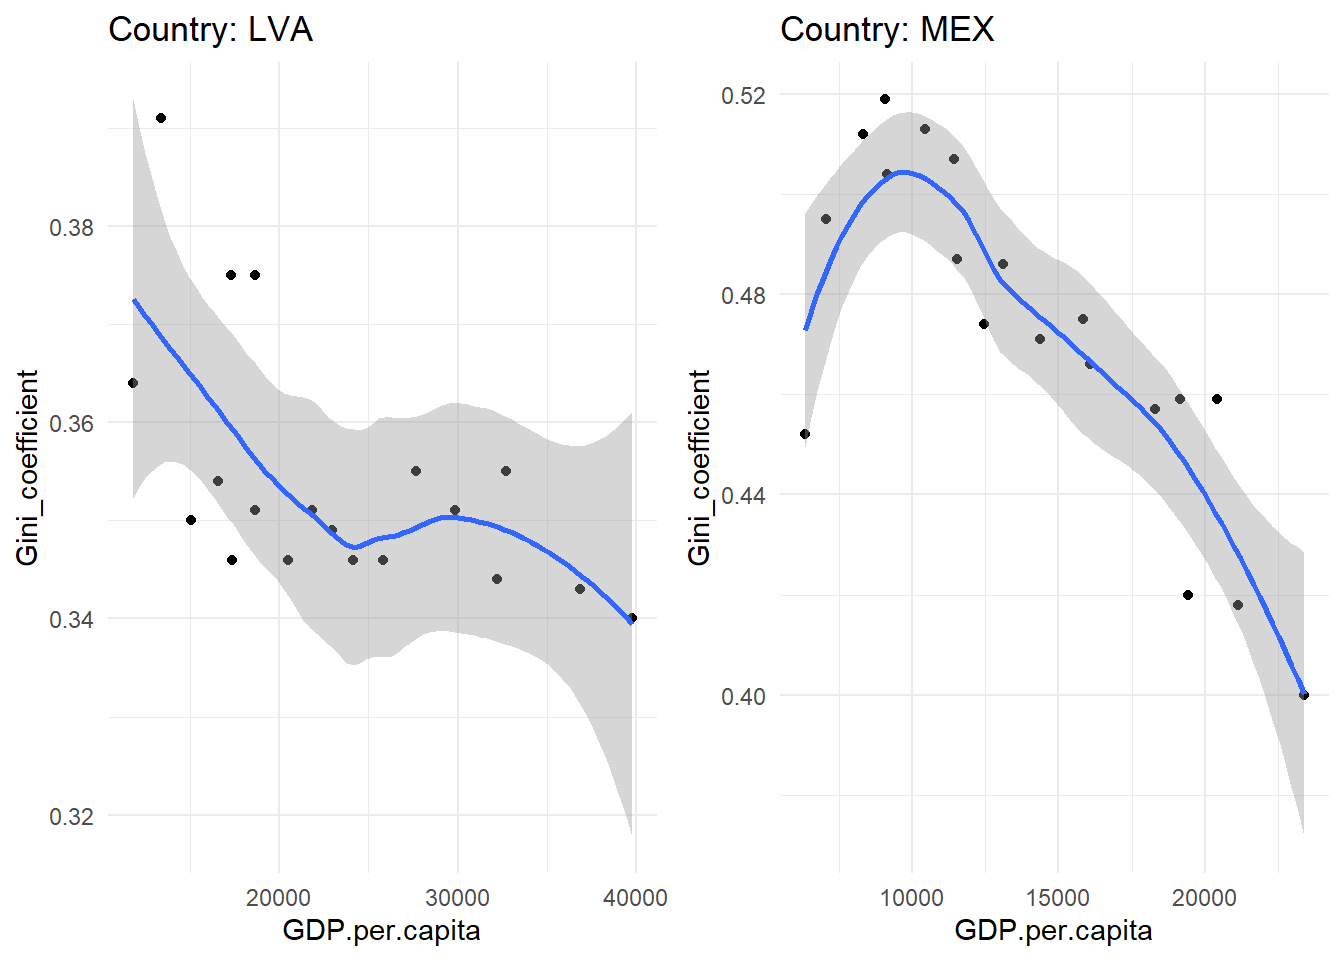 Country: LVA
Gini_coefficient
0.38
0.36
0.34
0.32
20000 30000 40000
GDP.per.capita
Country: MEX
Gini_coefficient
0.52
0.48
0.44
0.40
10000 15000 20000
GDP.per.capita